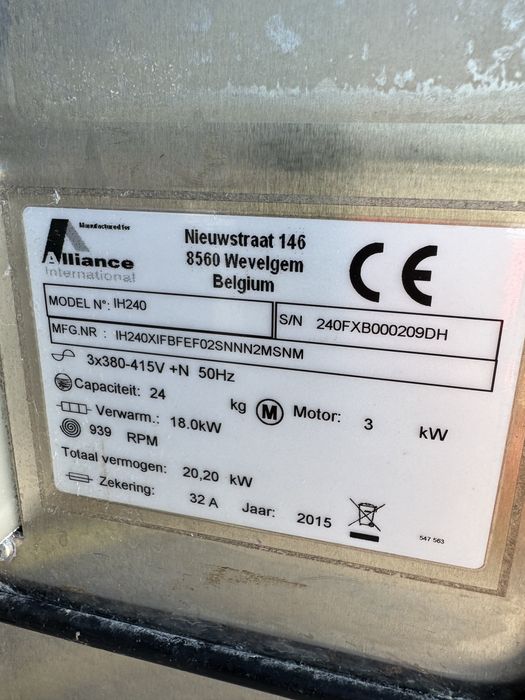 Manufactured for
Alliance
International
Nieuwstraat 146
8560 Wevelgem
Belgium
CE
MODEL N°: IH240
S/N 240FXB000209DH
MFG.NR : IH240XIFBFEF02SNNN2MSNM
3x380-415V +N 50Hz
Capaciteit: 24 kg
M Motor: 3 kW
Verwarm.: 18.0kW
939 RPM
Totaal vermogen: 20,20 kW
Zekering: 32 A Jaar: 2015
547 563